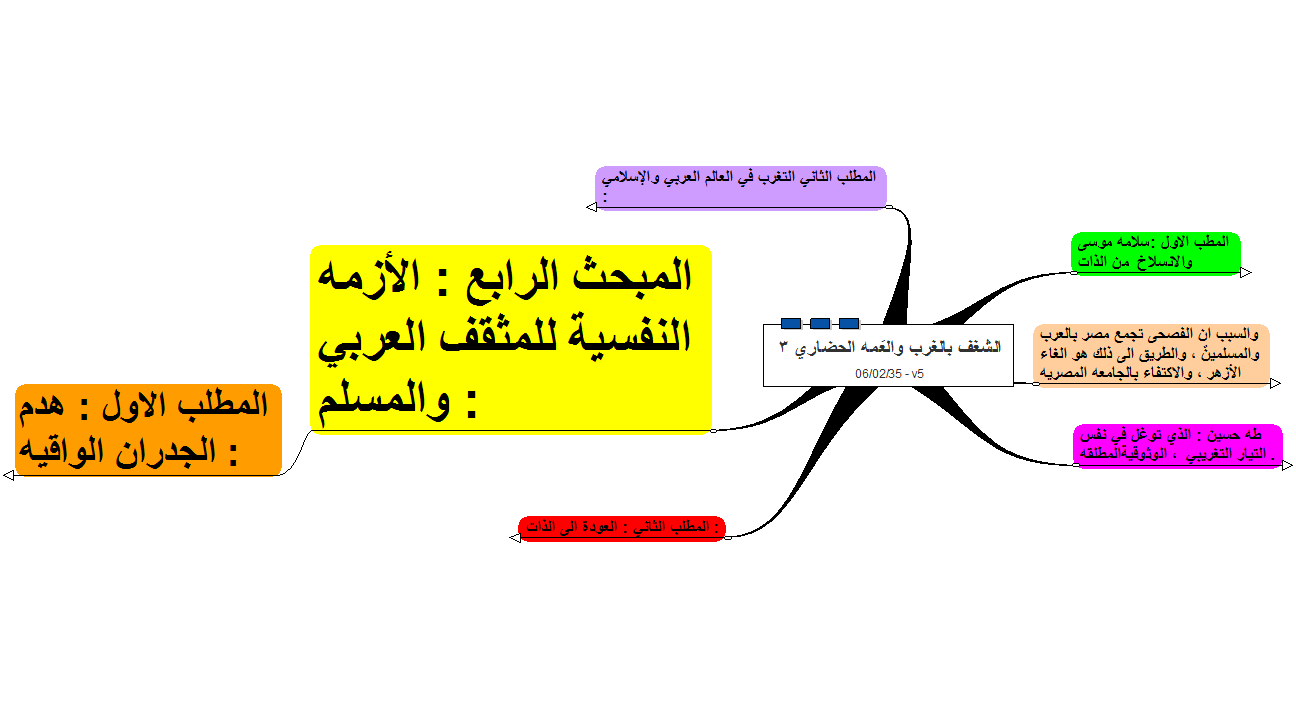 الشغف بالغرب والعَمه الحضاري ٣
06/02/35 - v5
المطب الاول :سلامه موسى
والانسلاخ من الذات
والسبب ان الفصحى تجمع مصر بالعرب
والمسلمينْ ، والطريق الى ذلك هو الغاء
الأزهر ، والاكتفاء بالجامعه المصريه
طه حسين : الذي توغل في نفس
التيار التغريبي ، الوثوقيةالمطلقه .
المطلب الثاني التغرب في العالم العربي والإسلامي
:
المبحث الرابع : الأزمه
النفسية للمثقف العربي
والمسلم :
المطلب الاول : هدم
الجدران الواقيه :
المطلب الثاني : العودة الى الذات :